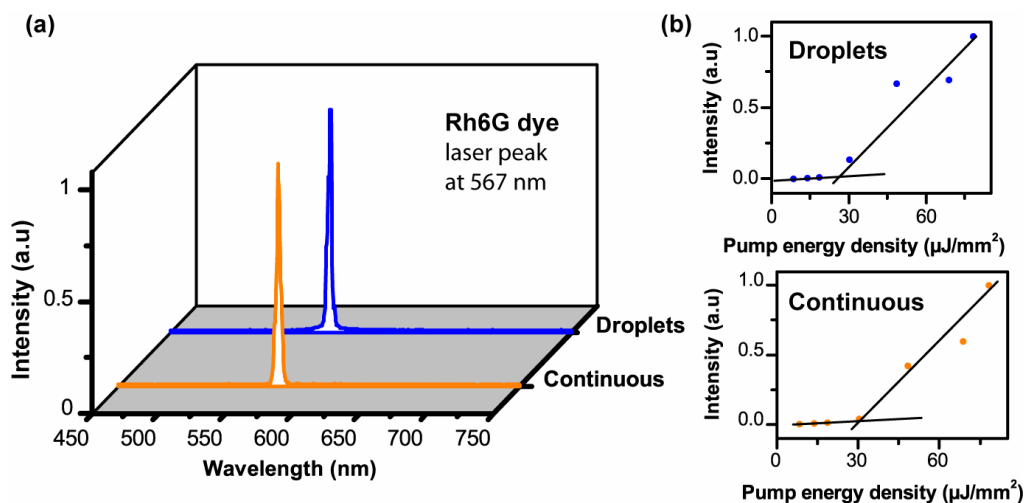 (a)
Rh6G dye
laser peak
at 567 nm
Intensity (a.u)
1
0.5
0
Droplets
Continuous
450 500 550 600 650 700 750
Wavelength (nm)
(b)
Droplets
Intensity (a.u)
1.0
0.5
0.0
0 30 60
Pump energy density (µJ/mm²)
Continuous
Intensity (a.u)
1.0
0.5
0.0
0 30 60
Pump energy density (µJ/mm²)